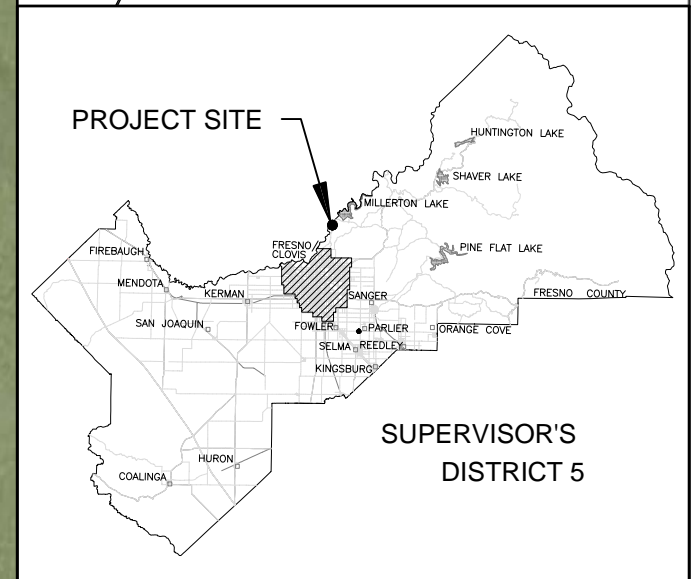 PROJECT SITE
HUNTINGTON LAKE
SHAVER LAKE
MILLERTON LAKE
PINE FLAT LAKE
FRESNO/
CLOVIS
FIREBAUGH
MENDOTA
KERMAN
SANGER
FRESNO COUNTY
SAN JOAQUIN
FOWLER
PARLIER
ORANGE COVE
SELMA
REEDLEY
KINGSBURG
SUPERVISOR'S
DISTRICT 5
HURON
COALINGA